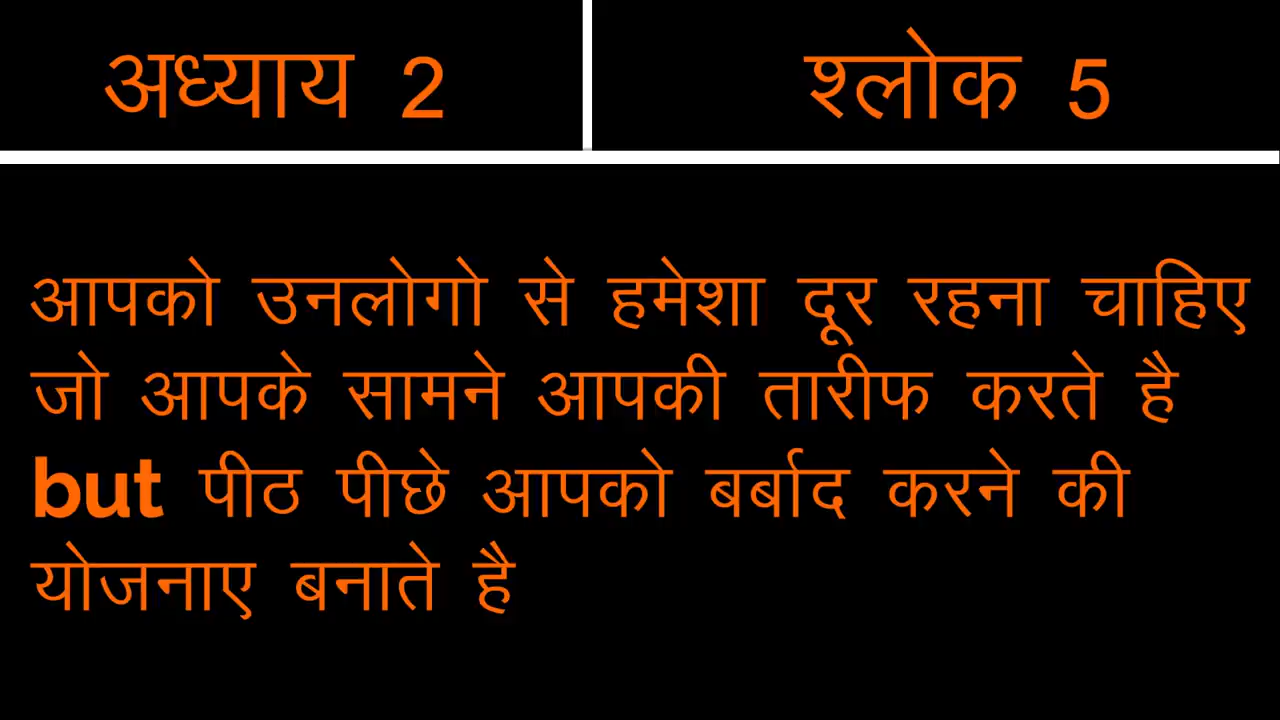 अध्याय 2
श्लोक 5
आपको उनलोगो से हमेशा दूर रहना चाहिए
जो आपके सामने आपकी तारीफ करते है
but पीठ पीछे आपको बर्बाद करने की
योजनाए बनाते है